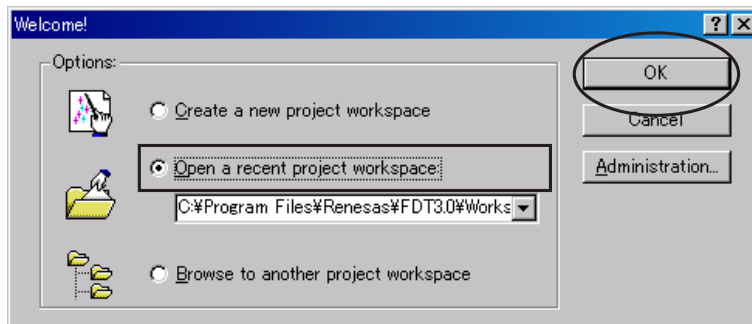 Welcome!
Options:
Create a new project workspace
Open a recent project workspace:
C:¥Program Files¥Renesas¥FDT3.0¥Works
Browse to another project workspace
OK
Cancel
Administration...